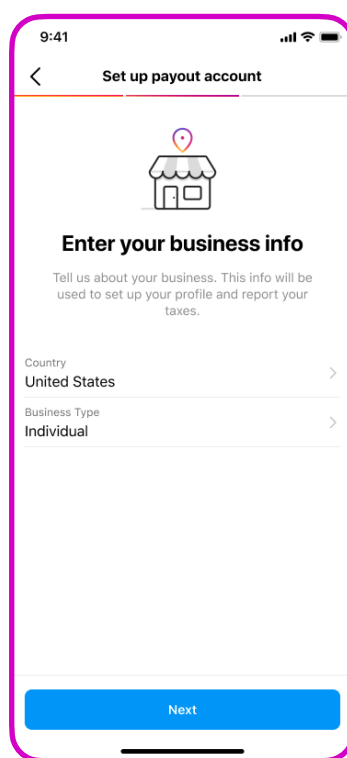 9:41
Set up payout account
Enter your business info
Tell us about your business. This info will be
used to set up your profile and report your
taxes.
Country
United States
Business Type
Individual
Next